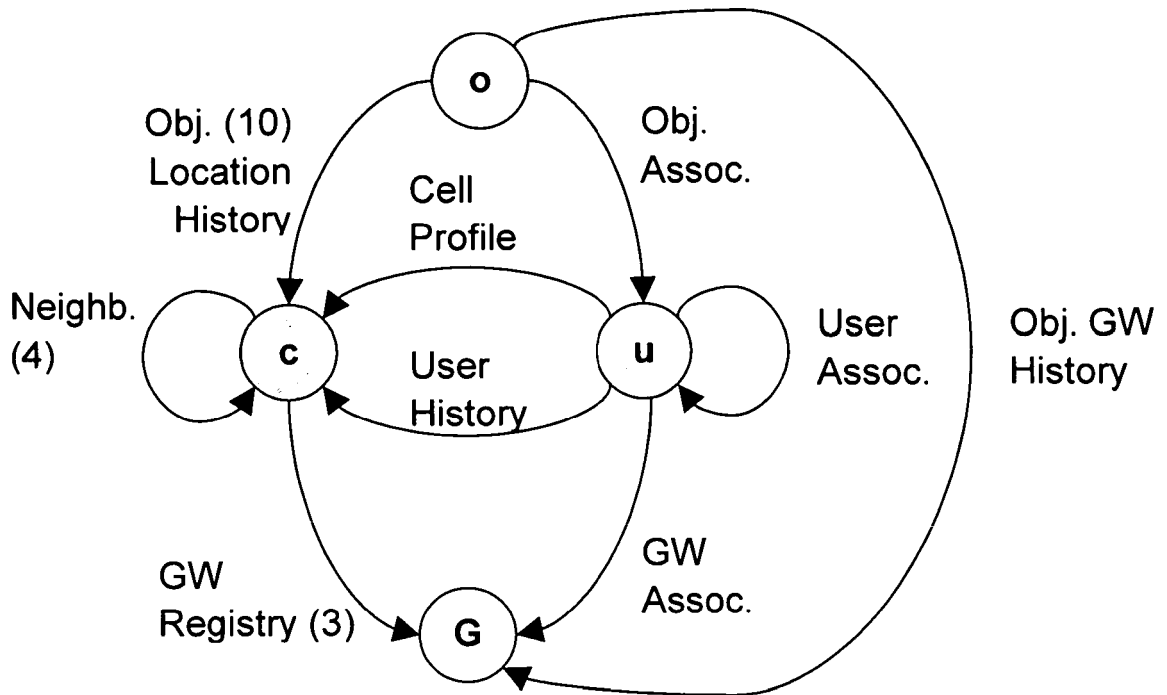 o
Obj. (10)
Location
History
Obj.
Assoc.
Cell
Profile
Neighb.
(4)
c
User
History
u
User
Assoc.
Obj. GW
History
GW
Registry (3)
G
GW
Assoc.